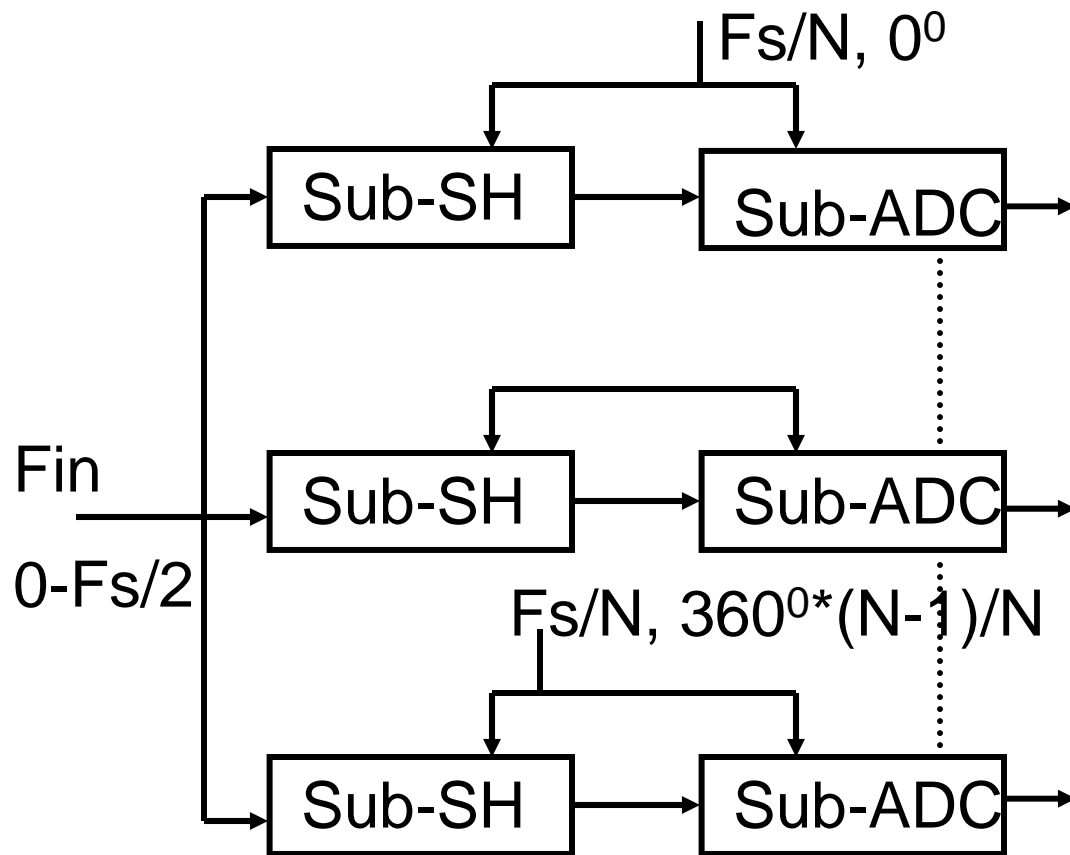 Fs/N, 0⁰
Sub-SH
Sub-ADC
Fin
Sub-SH
Sub-ADC
0-Fs/2
Fs/N, 360⁰*(N-1)/N
Sub-SH
Sub-ADC